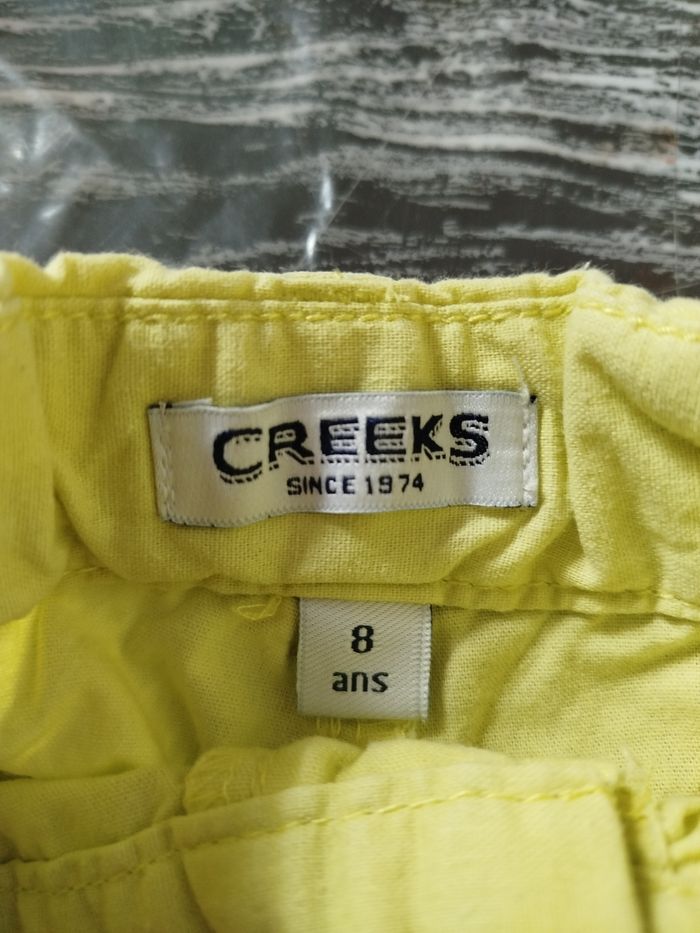 CREEKS
SINCE 1974
8
ans